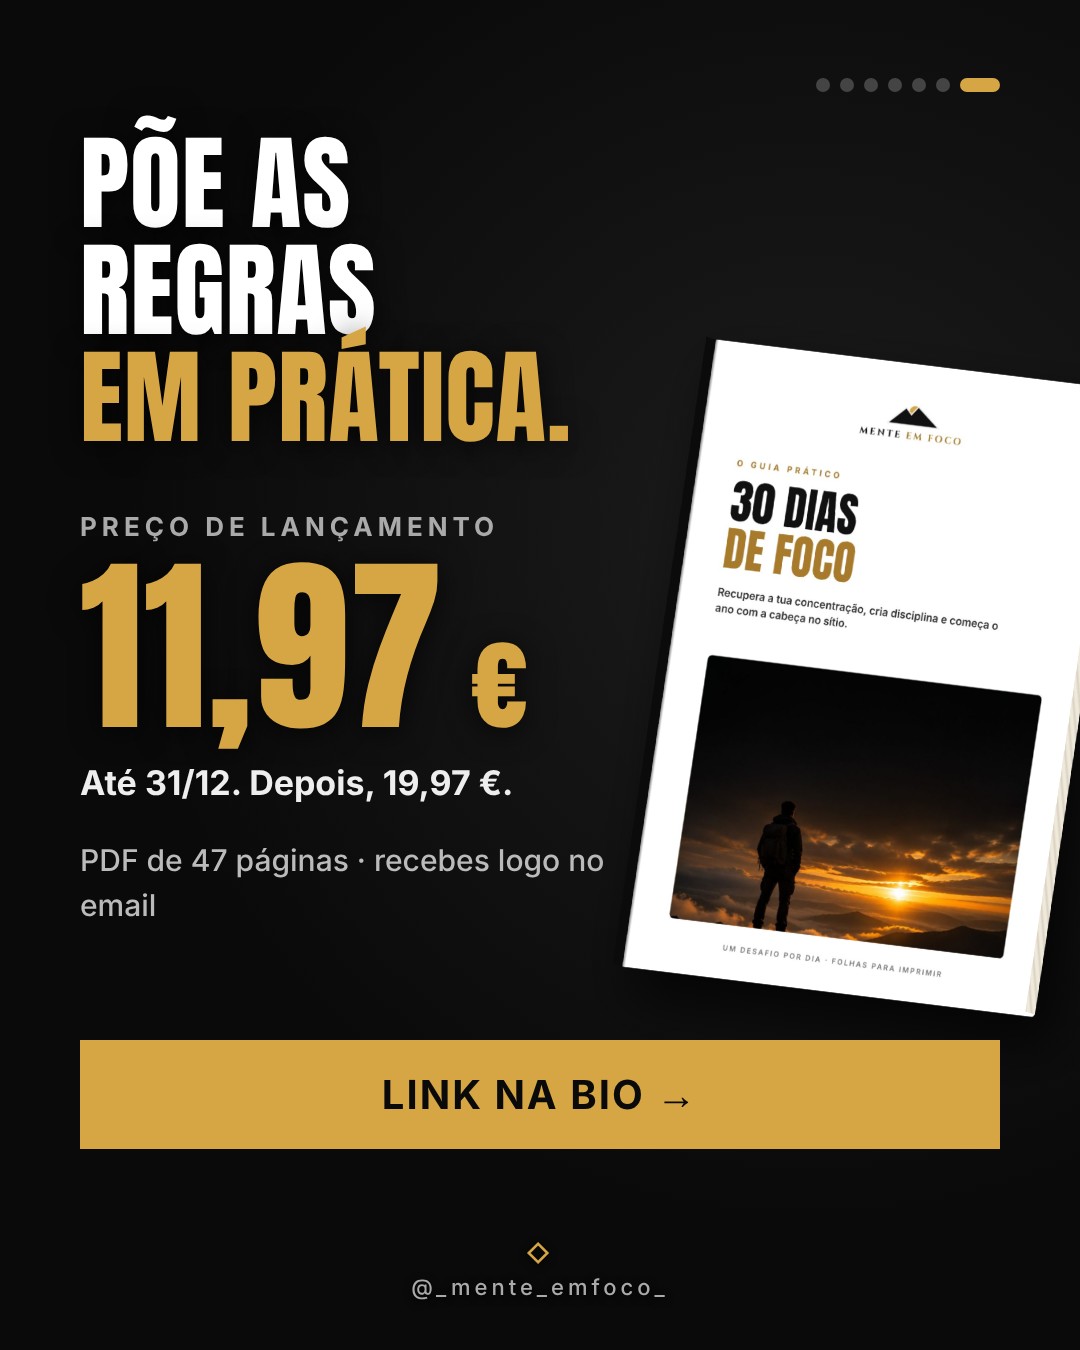 PÕE AS
REGRAS
EM PRÁTICA.
PREÇO DE LANÇAMENTO
11,97 €
Até 31/12. Depois, 19,97 €.
PDF de 47 páginas · recebes logo no
email
MENTE EM FOCO
O GUIA PRÁTICO
30 DIAS
DE FOCO
Recupera a tua concentração, cria disciplina e começa o
ano com a cabeça no sítio.
UM DESAFIO POR DIA · FOLHAS PARA IMPRIMIR
LINK NA BIO →
@_mente_emfoco_